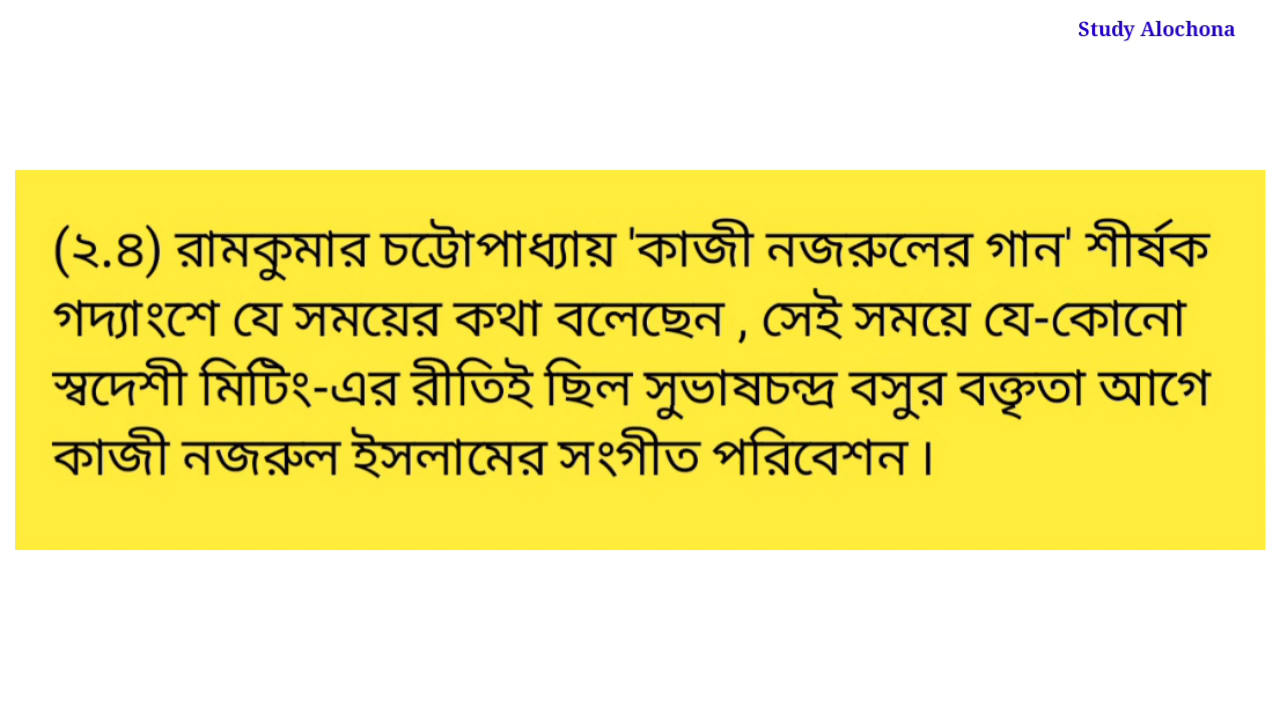 Study Alochona
(২.৪) রামকুমার চট্টোপাধ্যায় 'কাজী নজরুলের গান' শীর্ষক
গদ্যাংশে যে সময়ের কথা বলেছেন , সেই সময়ে যে-কোনো
স্বদেশী মিটিং-এর রীতিই ছিল সুভাষচন্দ্র বসুর বক্তৃতা আগে
কাজী নজরুল ইসলামের সংগীত পরিবেশন ।